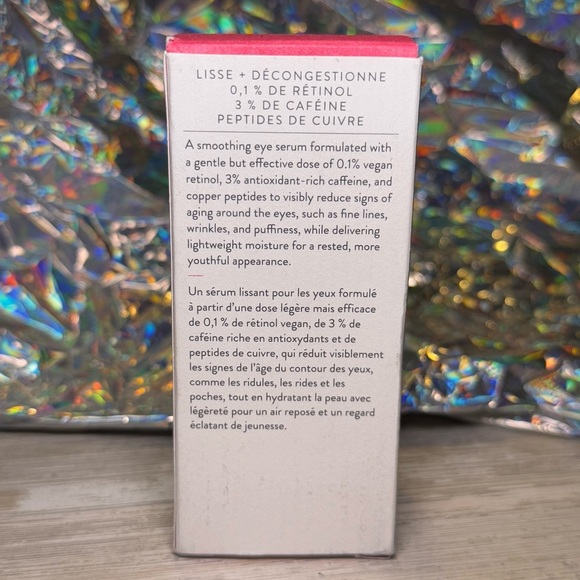 LISSE + DÉCONGESTIONNE
0,1 % DE RÉTINOL
3 % DE CAFÉINE
PEPTIDES DE CUIVRE
A smoothing eye serum formulated with
a gentle but effective dose of 0.1% vegan
retinol, 3% antioxidant-rich caffeine, and
copper peptides to visibly reduce signs of
aging around the eyes, such as fine lines,
wrinkles, and puffiness, while delivering
lightweight moisture for a rested, more
youthful appearance.
Un sérum lissant pour les yeux formulé
à partir d'une dose légère mais efficace
de 0,1 % de rétinol vegan, de 3 % de
caféine riche en antioxydants et de
peptides de cuivre, qui réduit visiblement
les signes de l'âge du contour des yeux,
comme les ridules, les rides et les
poches, tout en hydratant la peau avec
légèreté pour un air reposé et un regard
éclatant de jeunesse.